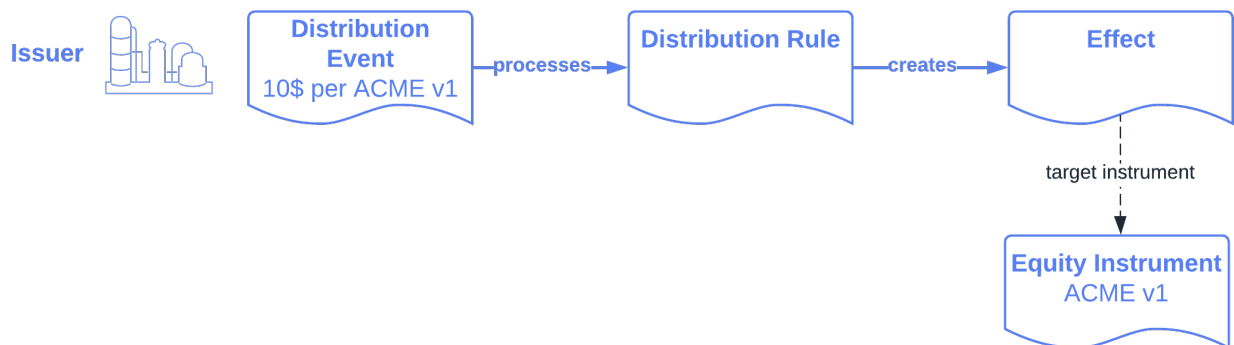 Issuer
Distribution
Event
10$ per ACME v1
processes
Distribution Rule
creates
Effect
target instrument
Equity Instrument
ACME v1